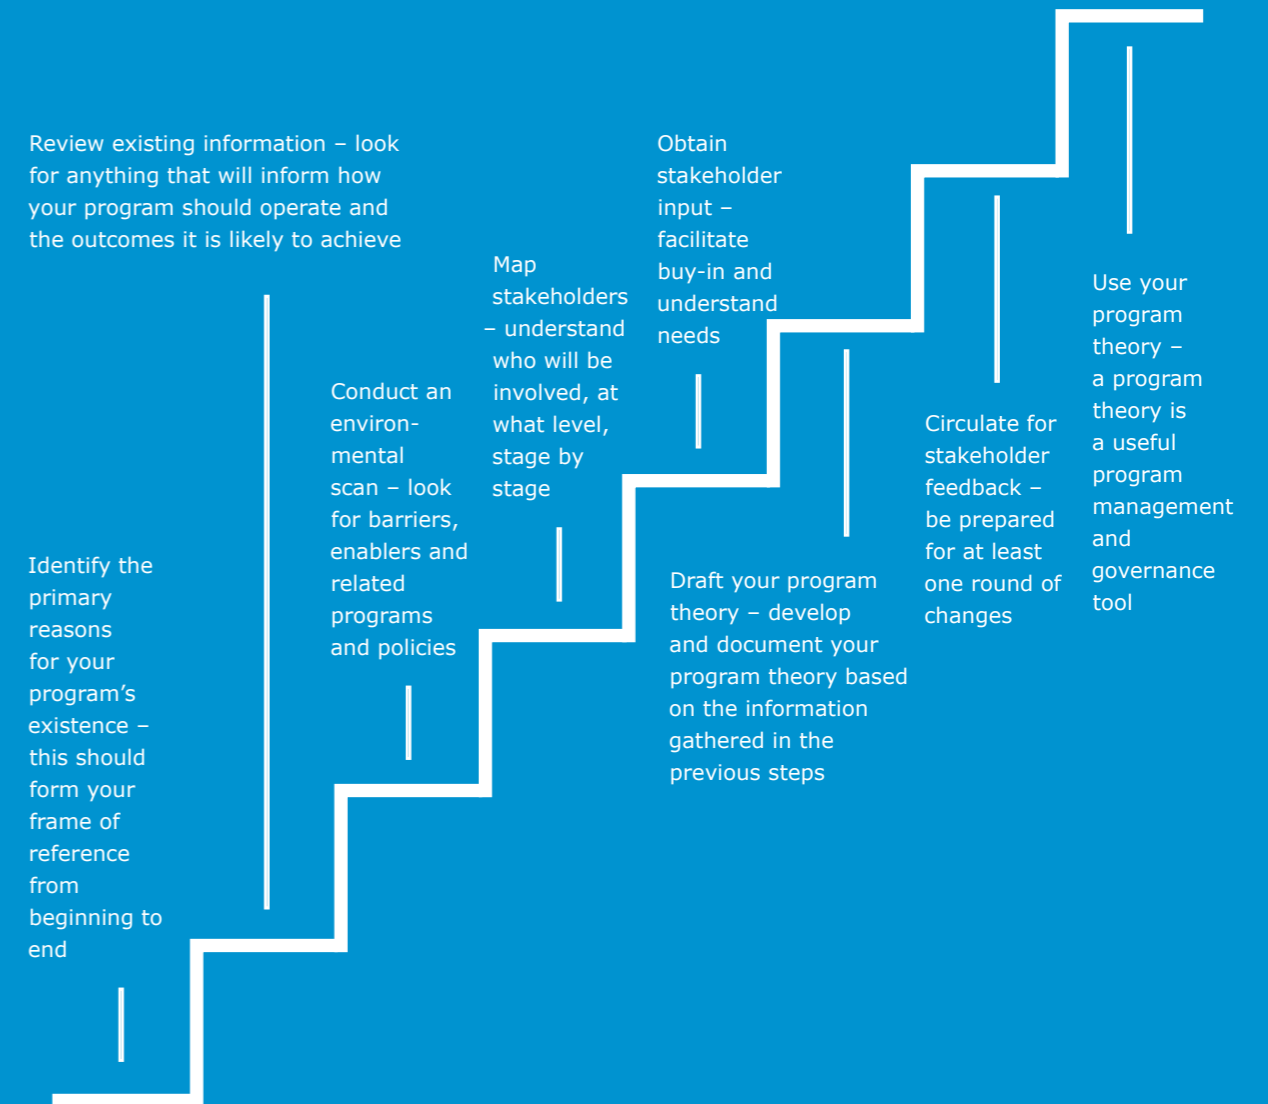 Identify the
primary
reasons
for your
program’s
existence –
this should
form your
frame of
reference
from
beginning to
end
Review existing information – look
for anything that will inform how
your program should operate and
the outcomes it is likely to achieve
Conduct an
environ-
mental
scan – look
for barriers,
enablers and
related
programs
and policies
Map
stakeholders
– understand
who will be
involved, at
what level,
stage by
stage
Obtain
stakeholder
input –
facilitate
buy-in and
understand
needs
Draft your program
theory – develop
and document your
program theory based
on the information
gathered in the
previous steps
Circulate for
stakeholder
feedback –
be prepared
for at least
one round of
changes
Use your
program
theory –
a program
theory is
a useful
program
management
and
governance
tool